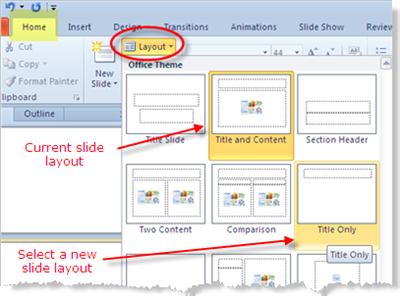 Home Insert Design Transitions Animations Slide Show Review
Cut
Copy
Format Painter
New
Slide
Layout
44
Clipboard
Outline
Office Theme
Title Slide
Title and Content
Section Header
Two Content
Comparison
Title Only
Title Only
Current slide
layout
Select a new
slide layout